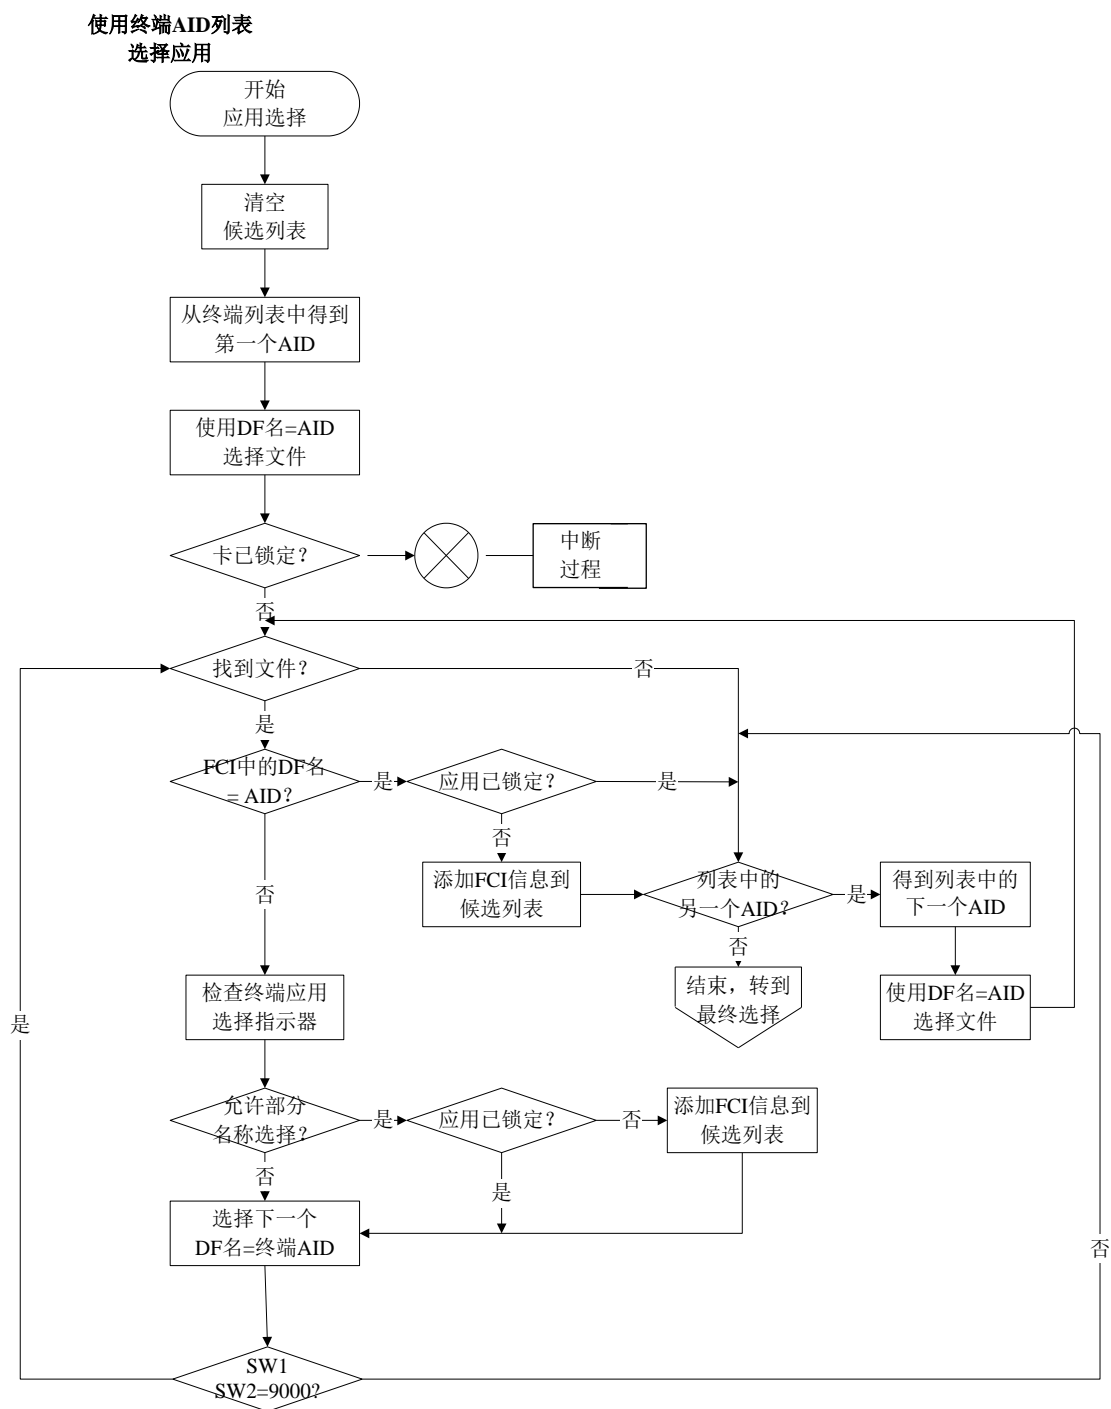 使用终端AID列表
选择应用
开始
应用选择
清空
候选列表
从终端列表中得到
第一个AID
使用DF名=AID
选择文件
卡已锁定？
中断
过程
否
找到文件？
否
是
FCI中的DF名
= AID？
是
应用已锁定？
是
否
否
添加FCI信息到
候选列表
列表中的
另一个AID？
是
得到列表中的
下一个AID
否
检查终端应用
选择指示器
结束，转到
最终选择
使用DF名=AID
选择文件
是
允许部分
名称选择？
是
应用已锁定？
否
添加FCI信息到
候选列表
否
是
选择下一个
DF名=终端AID
否
SW1
SW2=9000?